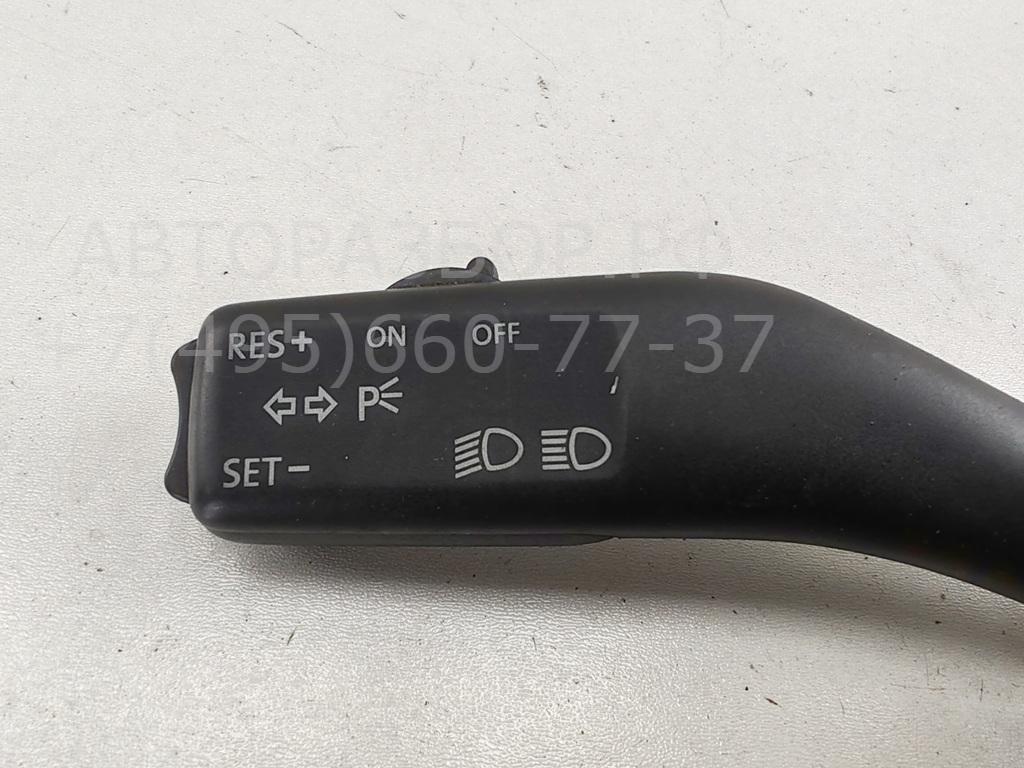 АВТОРАЗБОР.РФ
+7(495)660-77-37
RES+ ON OFF
P
SET−